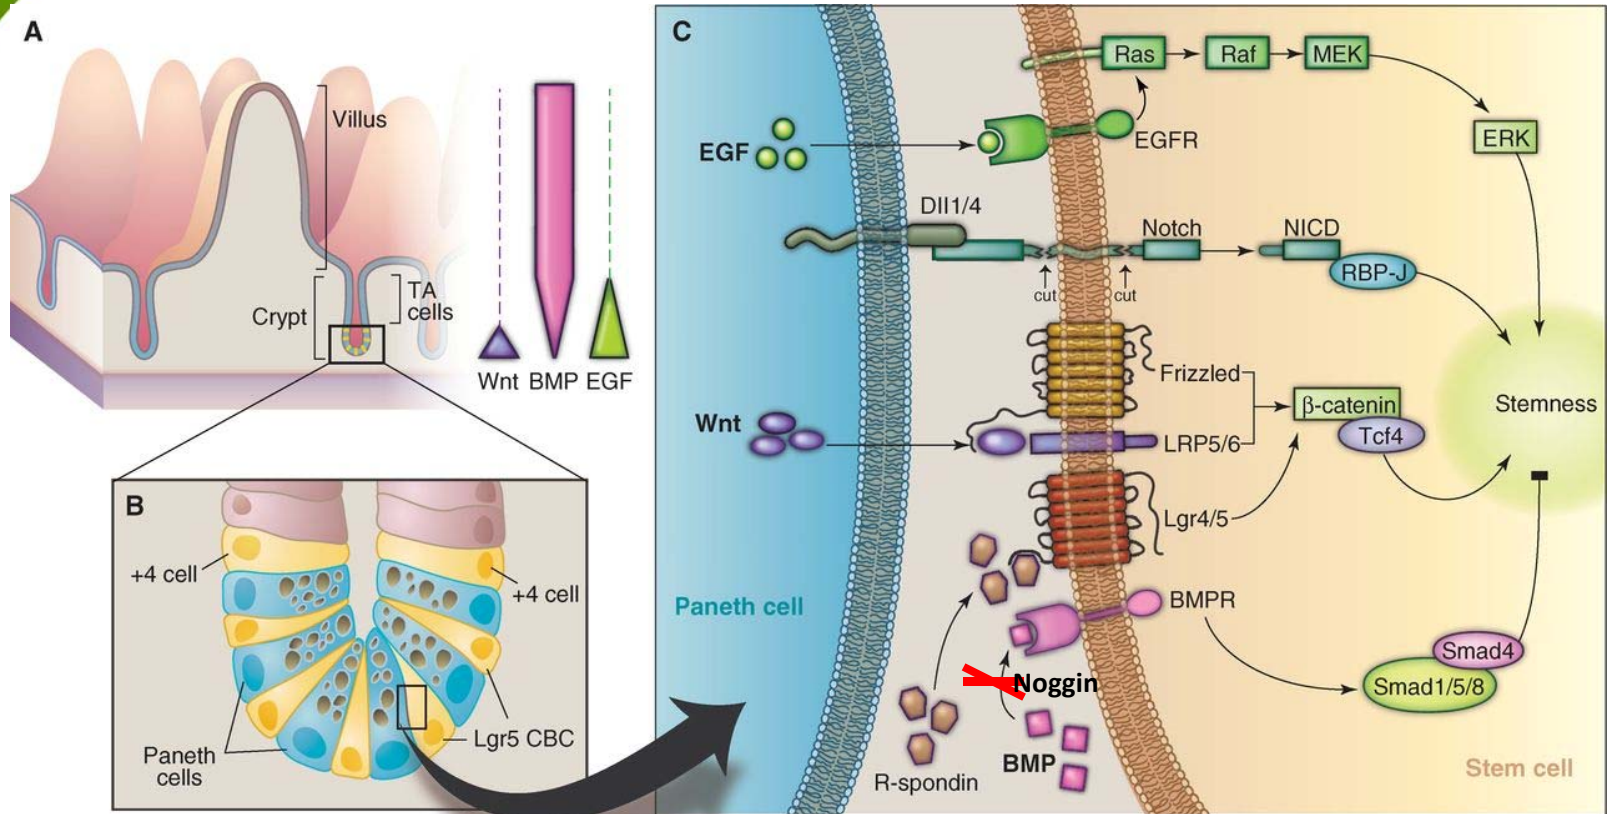 A
Villus
Crypt
TA
cells
Wnt
BMP
EGF
B
+4 cell
+4 cell
Paneth
cells
Lgr5 CBC
C
Ras
Raf
MEK
ERK
EGF
EGFR
Dll1/4
Notch
NICD
RBP-J
cut
cut
Frizzled
Wnt
LRP5/6
β-catenin
Tcf4
Stemness
Lgr4/5
Paneth cell
BMPR
Smad4
Smad1/5/8
Noggin
R-spondin
BMP
Stem cell